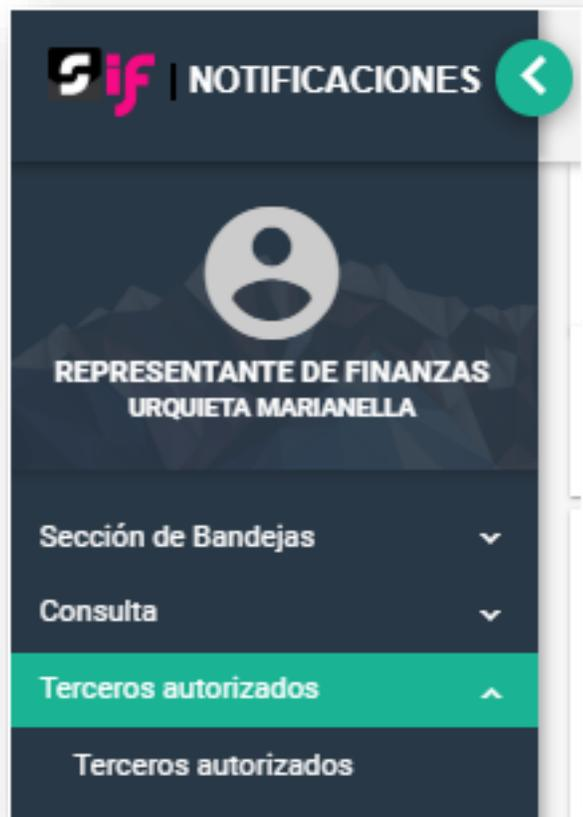 Sif | NOTIFICACIONES
REPRESENTANTE DE FINANZAS
URQUIETA MARIANELLA
Sección de Bandejas
Consulta
Terceros autorizados
Terceros autorizados